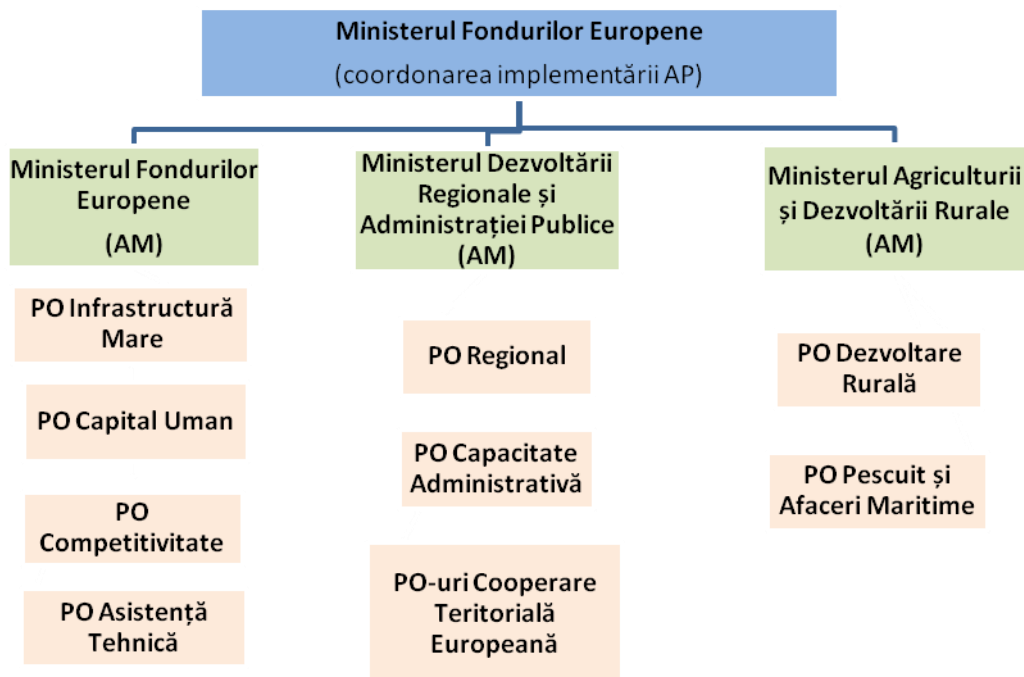 Ministerul Fondurilor Europene
(coordonarea implementării AP)
Ministerul Fondurilor
Europene
(AM)
PO Infrastructură
Mare
PO Capital Uman
PO
Competitivitate
PO Asistență
Tehnică
Ministerul Dezvoltării
Regionale și
Administrației Publice
(AM)
PO Regional
PO Capacitate
Administrativă
PO-uri Cooperare
Teritorială
Europeană
Ministerul Agriculturii
și Dezvoltării Rurale
(AM)
PO Dezvoltare
Rurală
PO Pescuit și
Afaceri Maritime